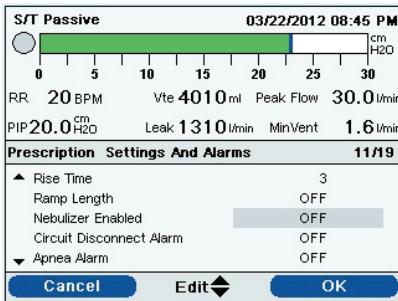 S/T Passive 03/22/2012 08:45 PM
cm
H2O
0 5 10 15 20 25 30
RR 20 BPM Vte 4010 ml Peak Flow 30.0 l/min
PIP 20.0 cm H2O Leak 1310 l/min MinVent 1.6 l/min
Prescription Settings And Alarms 11/19
Rise Time 3
Ramp Length OFF
Nebulizer Enabled OFF
Circuit Disconnect Alarm OFF
Apnea Alarm OFF
Cancel Edit OK